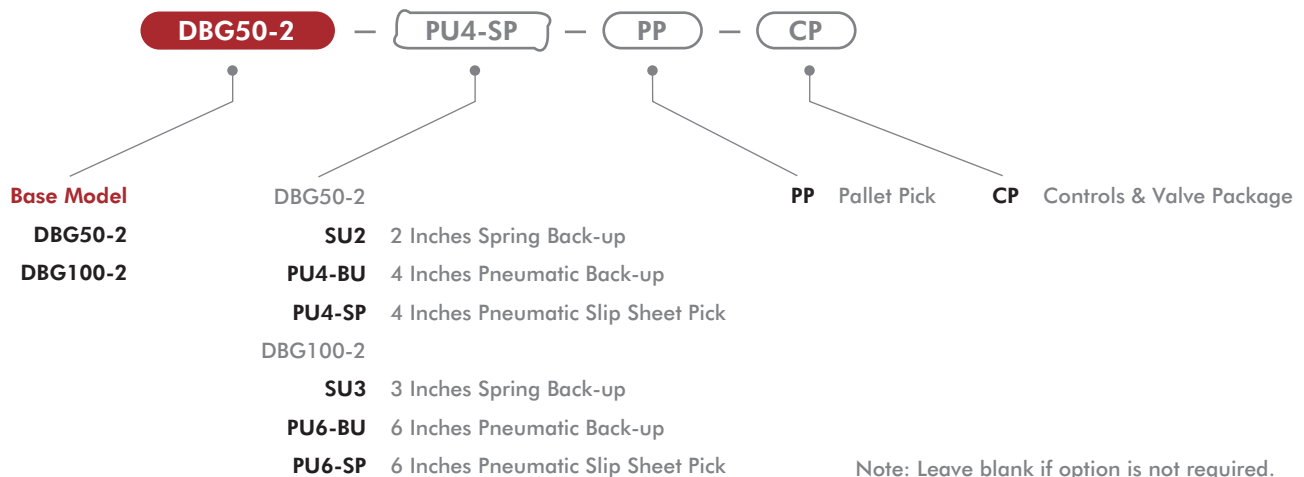 DBG50-2 — PU4-SP — PP — CP
Base Model
DBG50-2
DBG100-2
DBG50-2
SU2 2 Inches Spring Back-up
PU4-BU 4 Inches Pneumatic Back-up
PU4-SP 4 Inches Pneumatic Slip Sheet Pick
DBG100-2
SU3 3 Inches Spring Back-up
PU6-BU 6 Inches Pneumatic Back-up
PU6-SP 6 Inches Pneumatic Slip Sheet Pick
PP Pallet Pick
CP Controls & Valve Package
Note: Leave blank if option is not required.